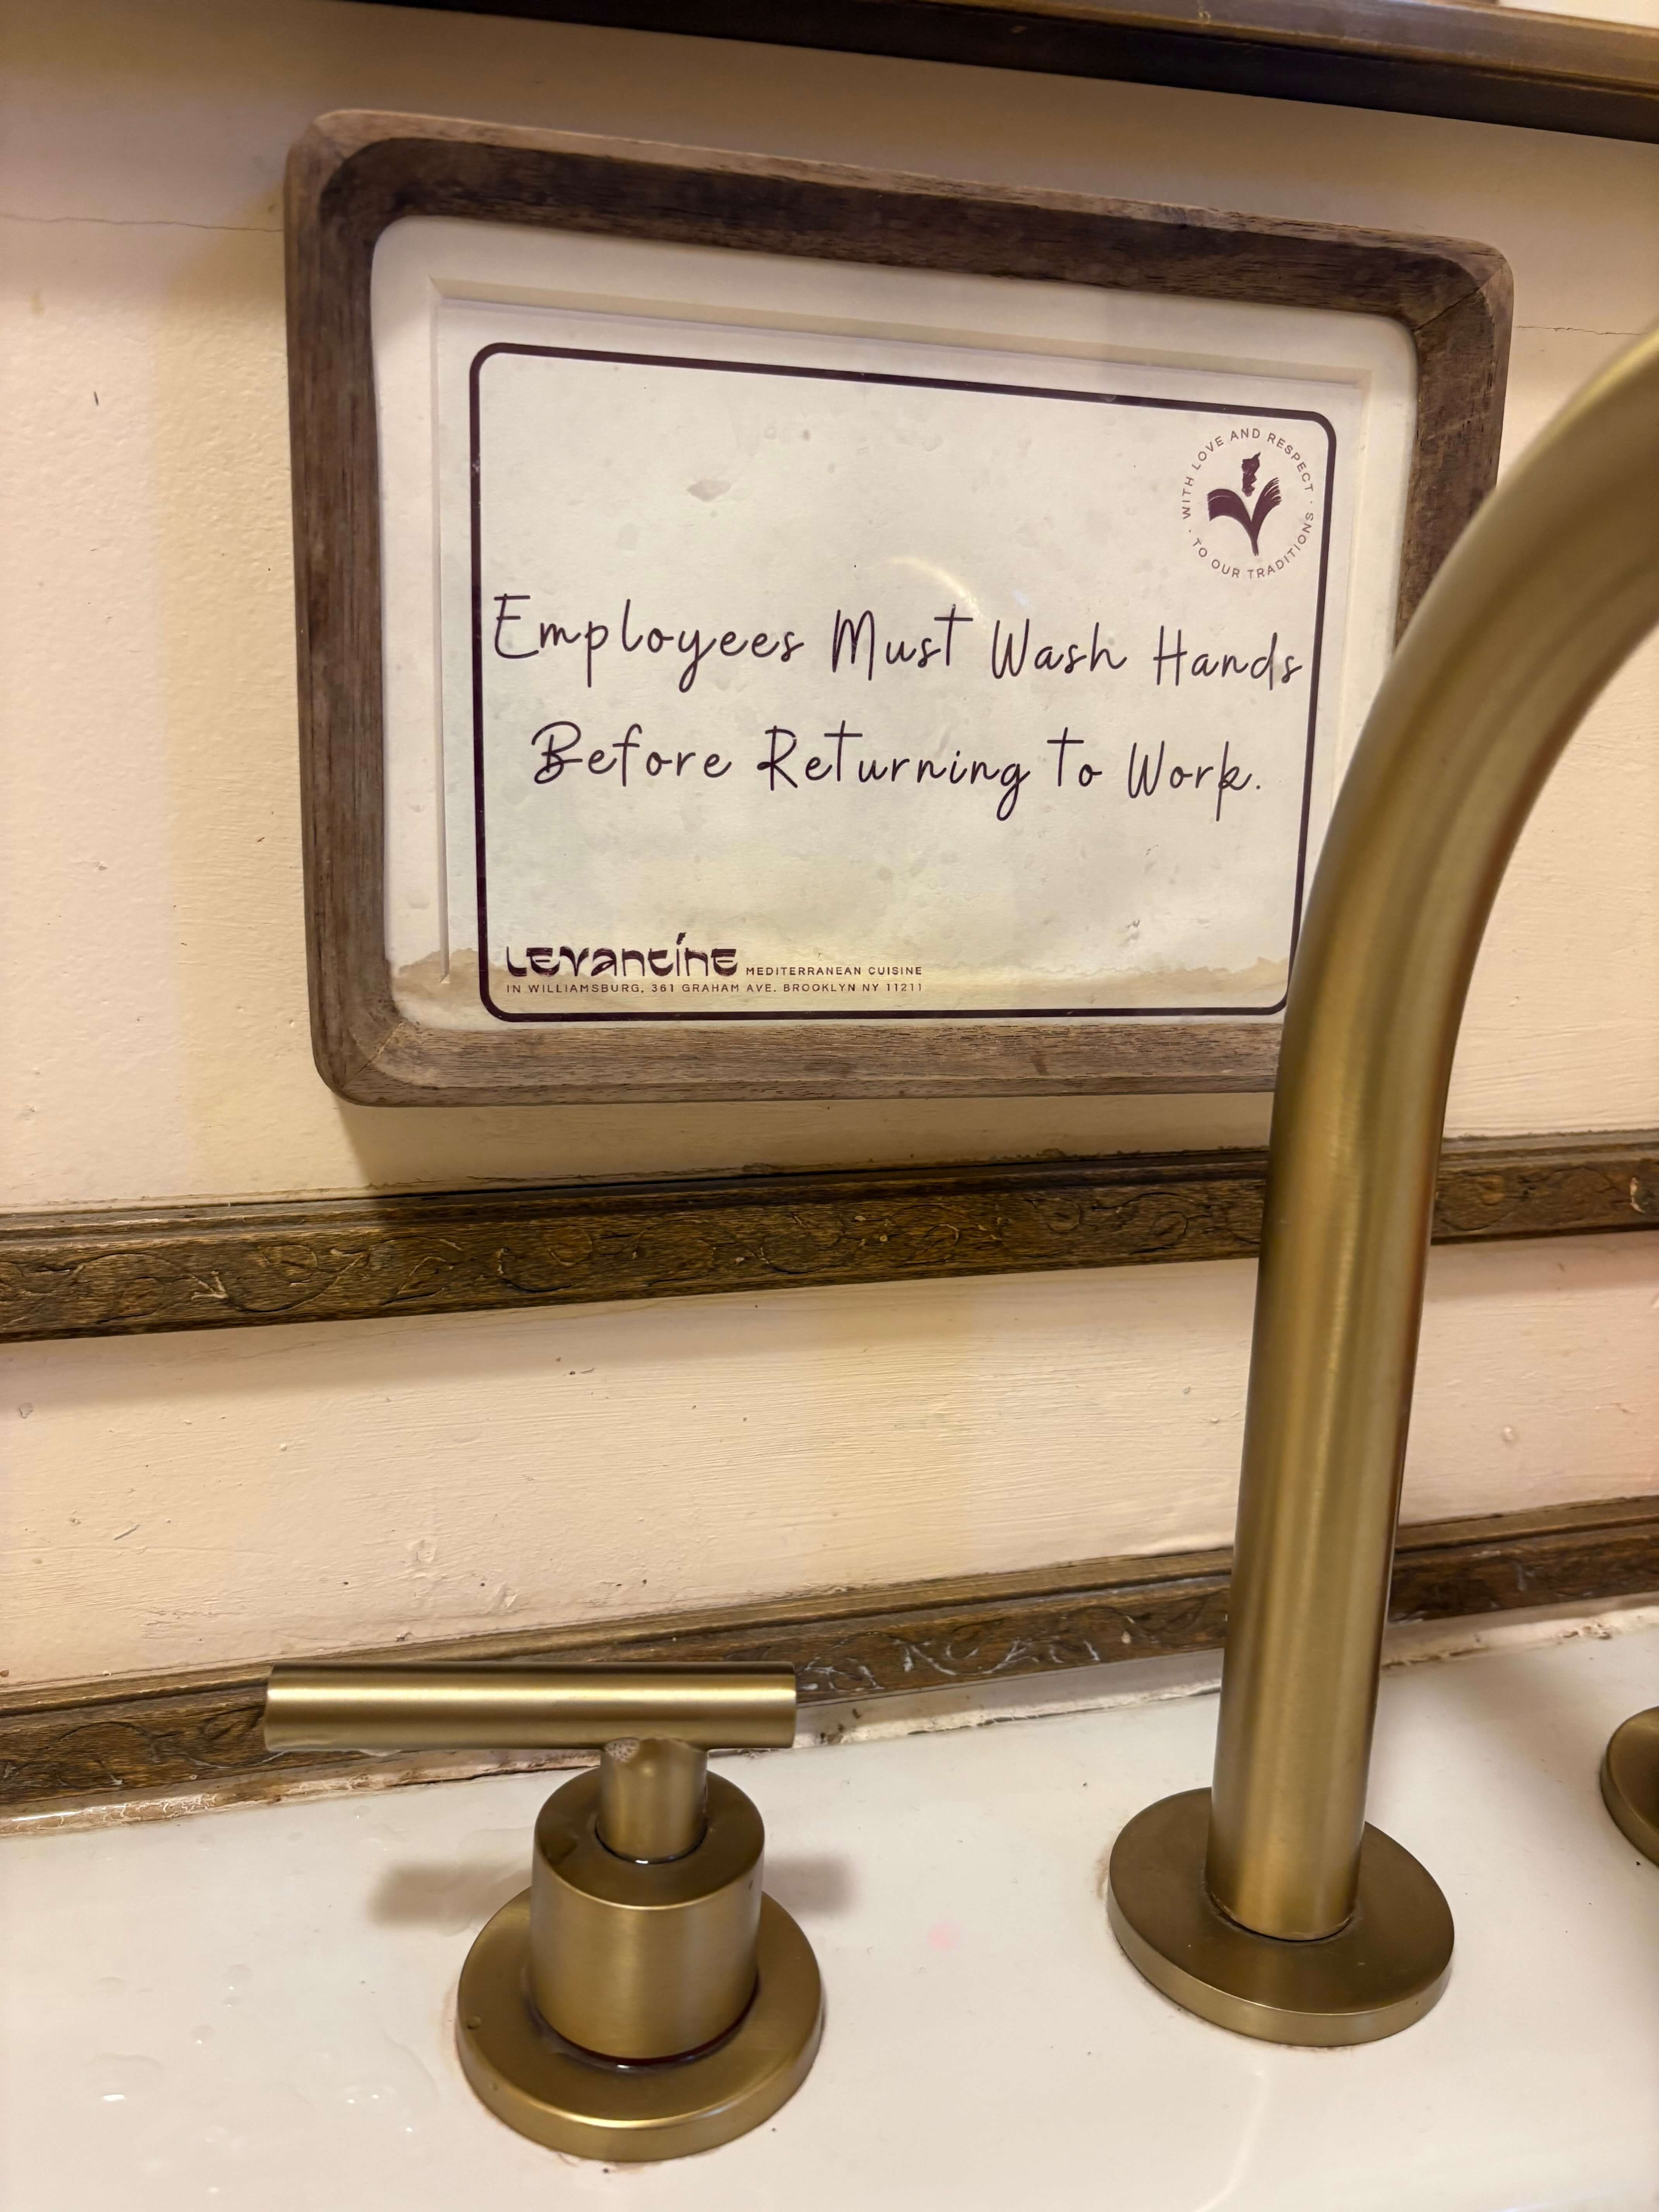 WITH LOVE AND RESPECT · TO OUR TRADITIONS ·
Employees Must Wash Hands
Before Returning to Work.
LEVANTINE MEDITERRANEAN CUISINE
IN WILLIAMSBURG, 361 GRAHAM AVE. BROOKLYN NY 11211